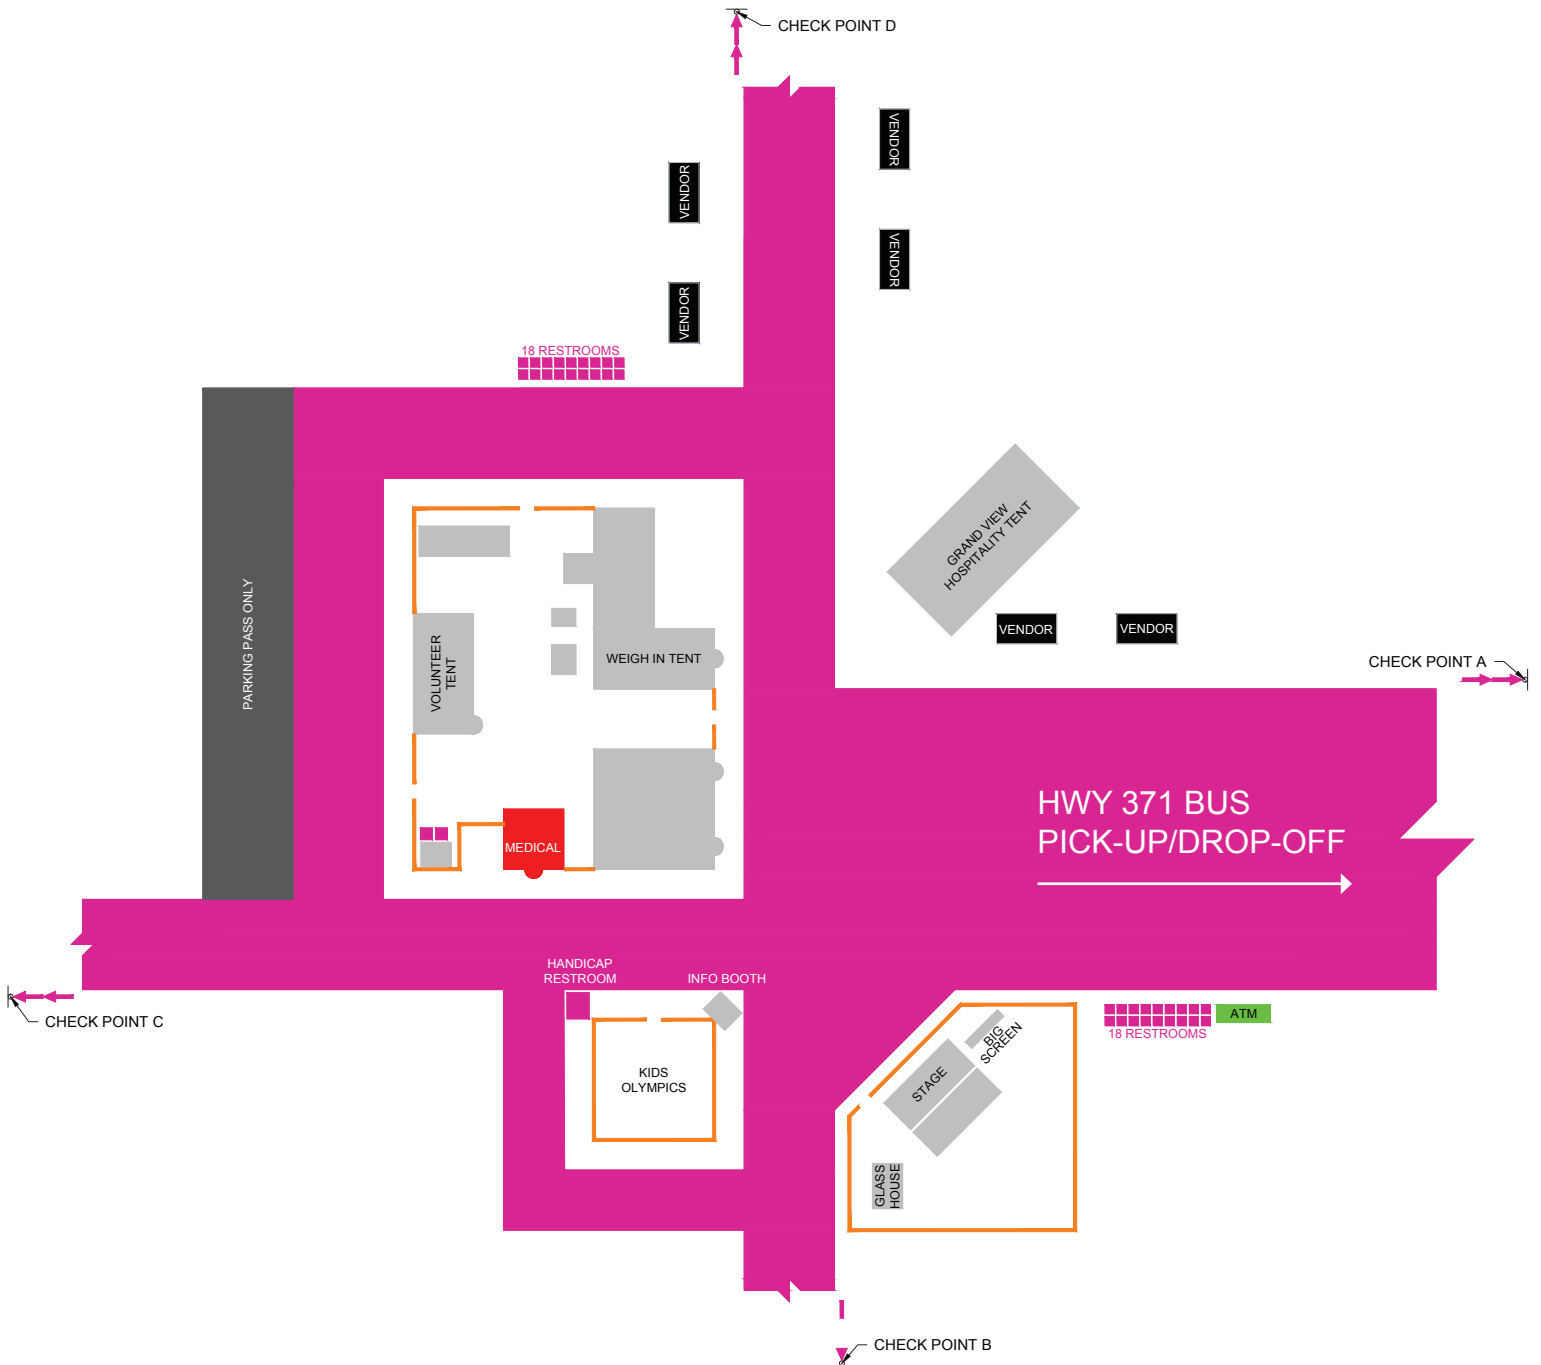 CHECK POINT D
VENDOR
VENDOR
VENDOR
VENDOR
18 RESTROOMS
GRAND VIEW
HOSPITALITY TENT
PARKING PASS ONLY
VOLUNTEER
TENT
WEIGH IN TENT
VENDOR
VENDOR
CHECK POINT A
HWY 371 BUS
PICK-UP/DROP-OFF
MEDICAL
HANDICAP
RESTROOM
INFO BOOTH
CHECK POINT C
KIDS
OLYMPICS
BIG
SCREEN
STAGE
ATM
18 RESTROOMS
GLASS
HOUSE
CHECK POINT B